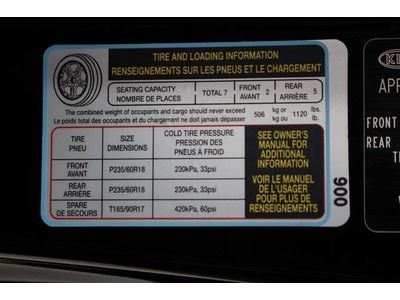 TIRE AND LOADING INFORMATION
RENSEIGNEMENTS SUR LES PNEUS ET LE CHARGEMENT
SEATING CAPACITY
NOMBRE DE PLACES
TOTAL 7
FRONT
AVANT 2
REAR
ARRIÈRE 5
The combined weight of occupants and cargo should never exceed
Le poids total des occupants et du chargement ne doit jamais dépasser
506 kg or
kg ou
1120 lbs.
lb.
TIRE
PNEU
SIZE
DIMENSIONS
COLD TIRE PRESSURE
PRESSION DES
PNEUS À FROID
FRONT
AVANT
P235/60R18
230kPa, 33psi
REAR
ARRIÈRE
P235/60R18
230kPa, 33psi
SPARE
DE SECOURS
T165/90R17
420kPa, 60psi
SEE OWNER'S
MANUAL FOR
ADDITIONAL
INFORMATION
VOIR LE MANUEL
DE L'USAGER
POUR PLUS DE
RENSEIGNEMENTS
006
APP
FRONT
REAR